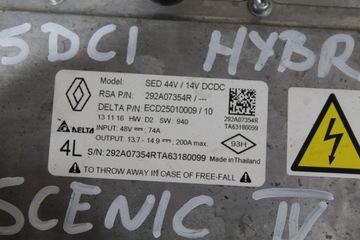 5DCI HYBR
Model: SED 44V / 14V DCDC
RSA P/N: 292A07354R / ---
DELTA P/N: ECD25010009 / 10
13 11 16 HW: D2 SW: 940
INPUT: 48V 74A
OUTPUT: 13.7 - 14.9 200A max.
292A07354R
TA63180099
DELTA
93H
4L S/N: 292A07354RTA63180099 Made in Thailand
TO THROW AWAY IN CASE OF FREE-FALL
SCENIC IV